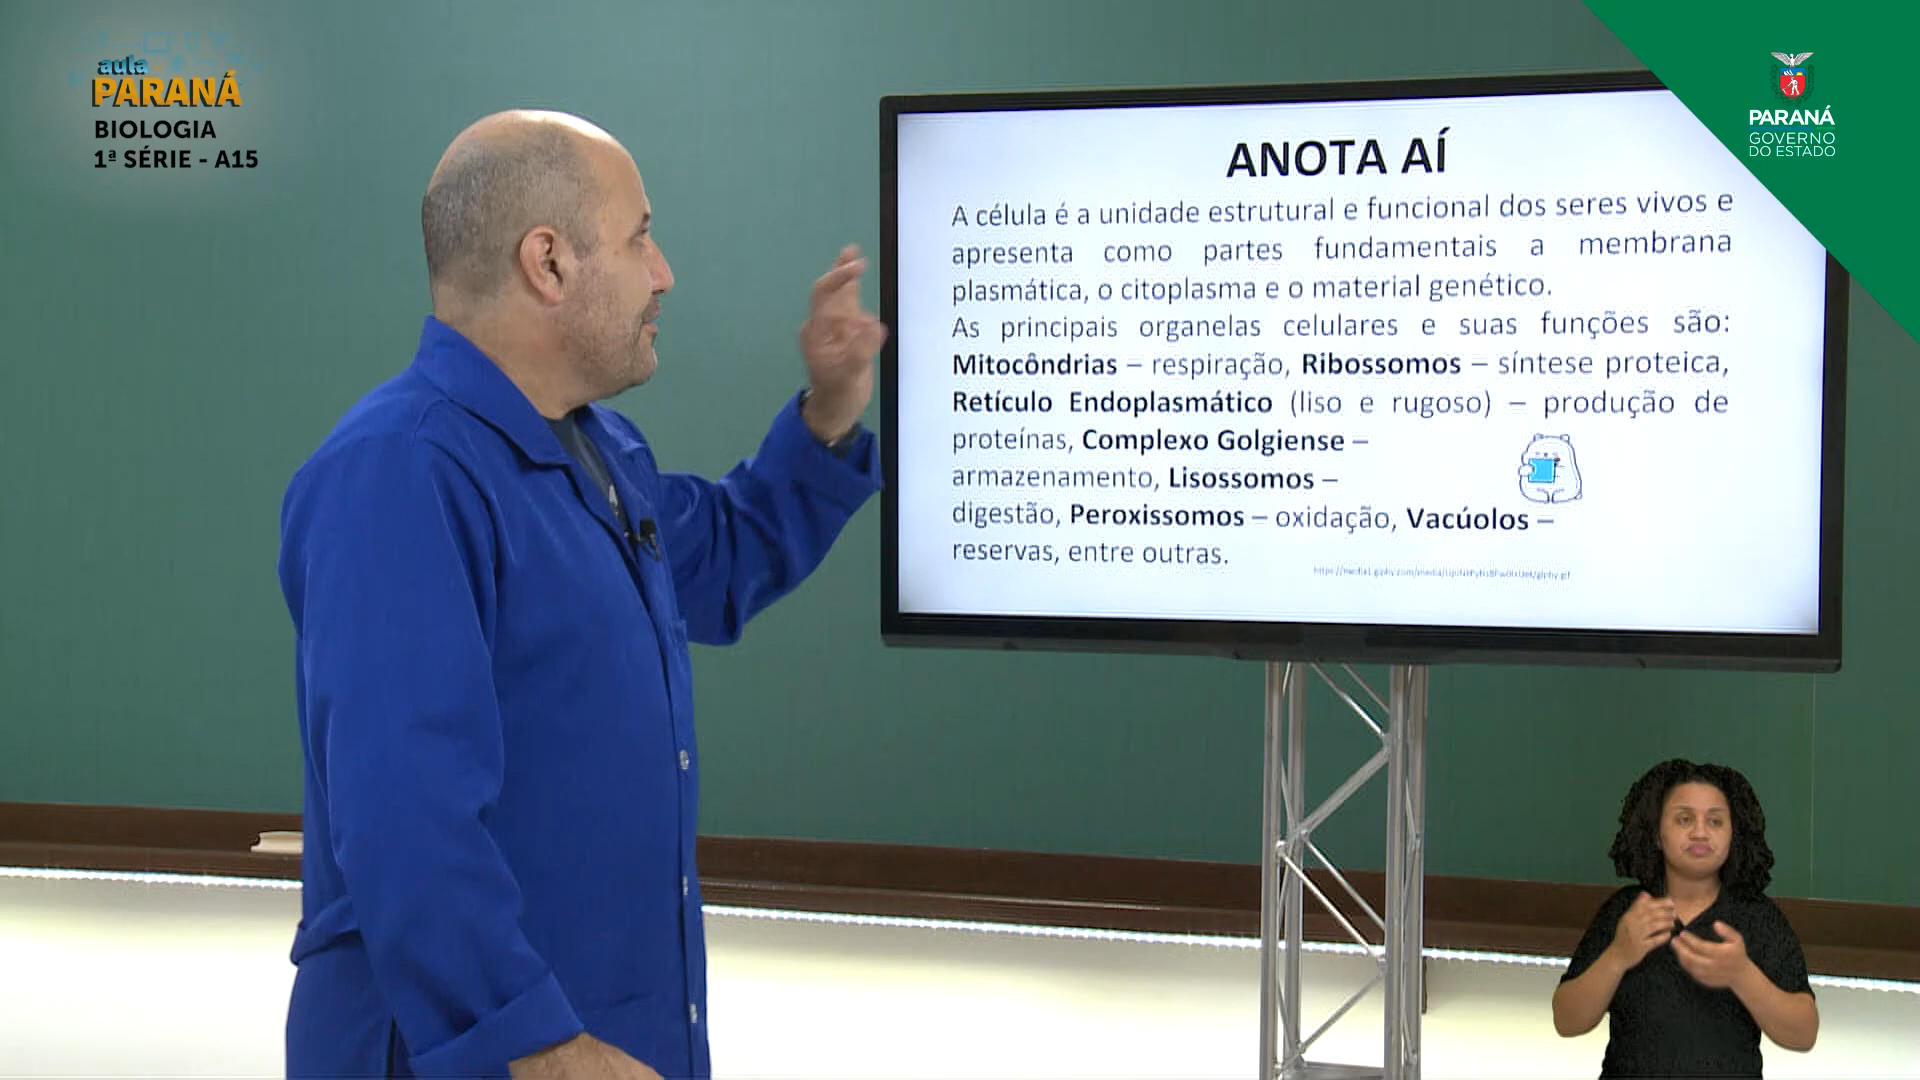 aula
PARANÁ
BIOLOGIA
1ª SÉRIE - A15
PARANÁ
GOVERNO
DO ESTADO
ANOTA AÍ
A célula é a unidade estrutural e funcional dos seres vivos e
apresenta como partes fundamentais a membrana
plasmática, o citoplasma e o material genético.
As principais organelas celulares e suas funções são:
Mitocôndrias – respiração, Ribossomos – síntese proteica,
Retículo Endoplasmático (liso e rugoso) – produção de
proteínas, Complexo Golgiense –
armazenamento, Lisossomos –
digestão, Peroxissomos – oxidação, Vacúolos –
reservas, entre outras.